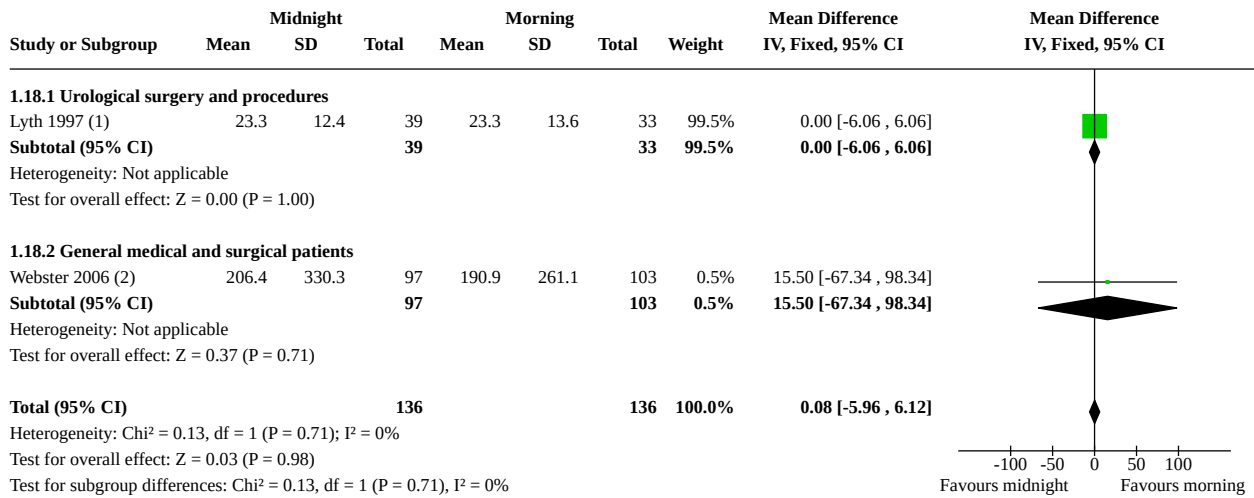 Midnight Morning Mean Difference Mean Difference
Study or Subgroup Mean SD Total Mean SD Total Weight IV, Fixed, 95% CI IV, Fixed, 95% CI
1.18.1 Urological surgery and procedures
Lyth 1997 (1) 23.3 12.4 39 23.3 13.6 33 99.5% 0.00 [-6.06 , 6.06]
Subtotal (95% CI) 39 33 99.5% 0.00 [-6.06 , 6.06]
Heterogeneity: Not applicable
Test for overall effect: Z = 0.00 (P = 1.00)
1.18.2 General medical and surgical patients
Webster 2006 (2) 206.4 330.3 97 190.9 261.1 103 0.5% 15.50 [-67.34 , 98.34]
Subtotal (95% CI) 97 103 0.5% 15.50 [-67.34 , 98.34]
Heterogeneity: Not applicable
Test for overall effect: Z = 0.37 (P = 0.71)
Total (95% CI) 136 136 100.0% 0.08 [-5.96 , 6.12]
Heterogeneity: Chi² = 0.13, df = 1 (P = 0.71); I² = 0%
Test for overall effect: Z = 0.03 (P = 0.98)
-100 -50 0 50 100
Test for subgroup differences: Chi² = 0.13, df = 1 (P = 0.71), I² = 0%
Favours midnight Favours morning